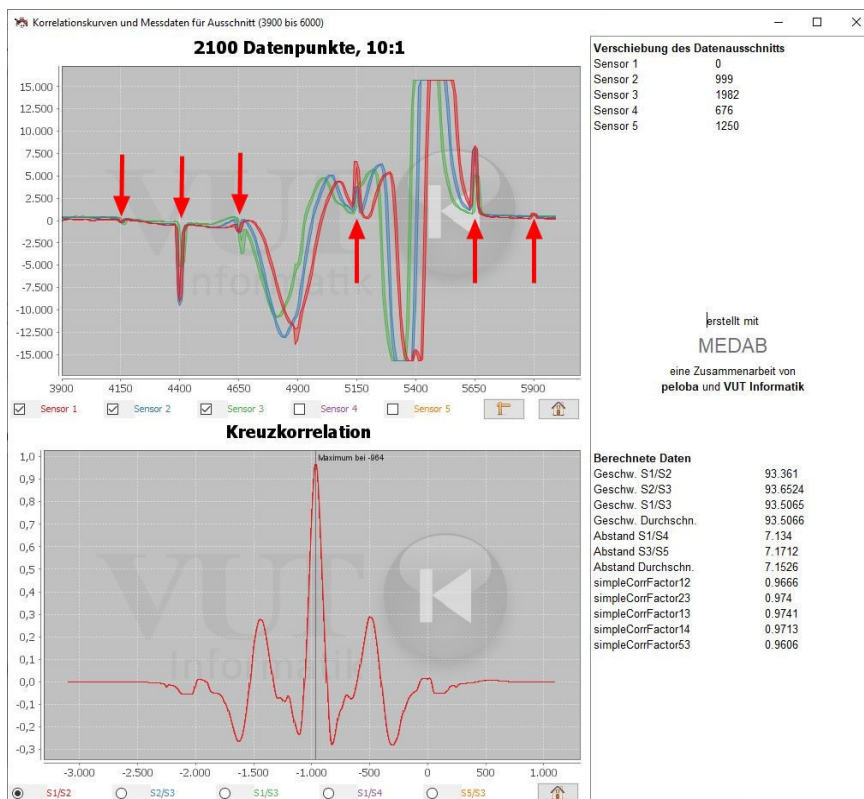 Korrelationskurven und Messdaten für Ausschnitt (3900 bis 6000)
2100 Datenpunkte, 10:1
15.000
12.500
10.000
7.500
5.000
2.500
0
-2.500
-5.000
-7.500
-10.000
-12.500
-15.000
VUT
Informatik
3900 4150 4400 4650 4900 5150 5400 5650 5900
Sensor 1 Sensor 2 Sensor 3 Sensor 4 Sensor 5
Kreuzkorrelation
Maximum bei -964
1,0
0,9
0,8
0,7
0,6
0,5
0,4
0,3
0,2
0,1
0,0
-0,1
-0,2
-0,3
VUT
Informatik
-3.000 -2.500 -2.000 -1.500 -1.000 -500 0 500 1.000
S1/S2 S2/S3 S1/S3 S1/S4 S5/S3
Verschiebung des Datenausschnitts
Sensor 1 0
Sensor 2 999
Sensor 3 1982
Sensor 4 676
Sensor 5 1250
erstellt mit
MEDAB
eine Zusammenarbeit von
peloba und VUT Informatik
Berechnete Daten
Geschw. S1/S2 93.361
Geschw. S2/S3 93.6524
Geschw. S1/S3 93.5065
Geschw. Durchschn. 93.5066
Abstand S1/S4 7.134
Abstand S3/S5 7.1712
Abstand Durchschn. 7.1526
simpleCorrFactor12 0.9666
simpleCorrFactor23 0.974
simpleCorrFactor13 0.9741
simpleCorrFactor14 0.9713
simpleCorrFactor53 0.9606